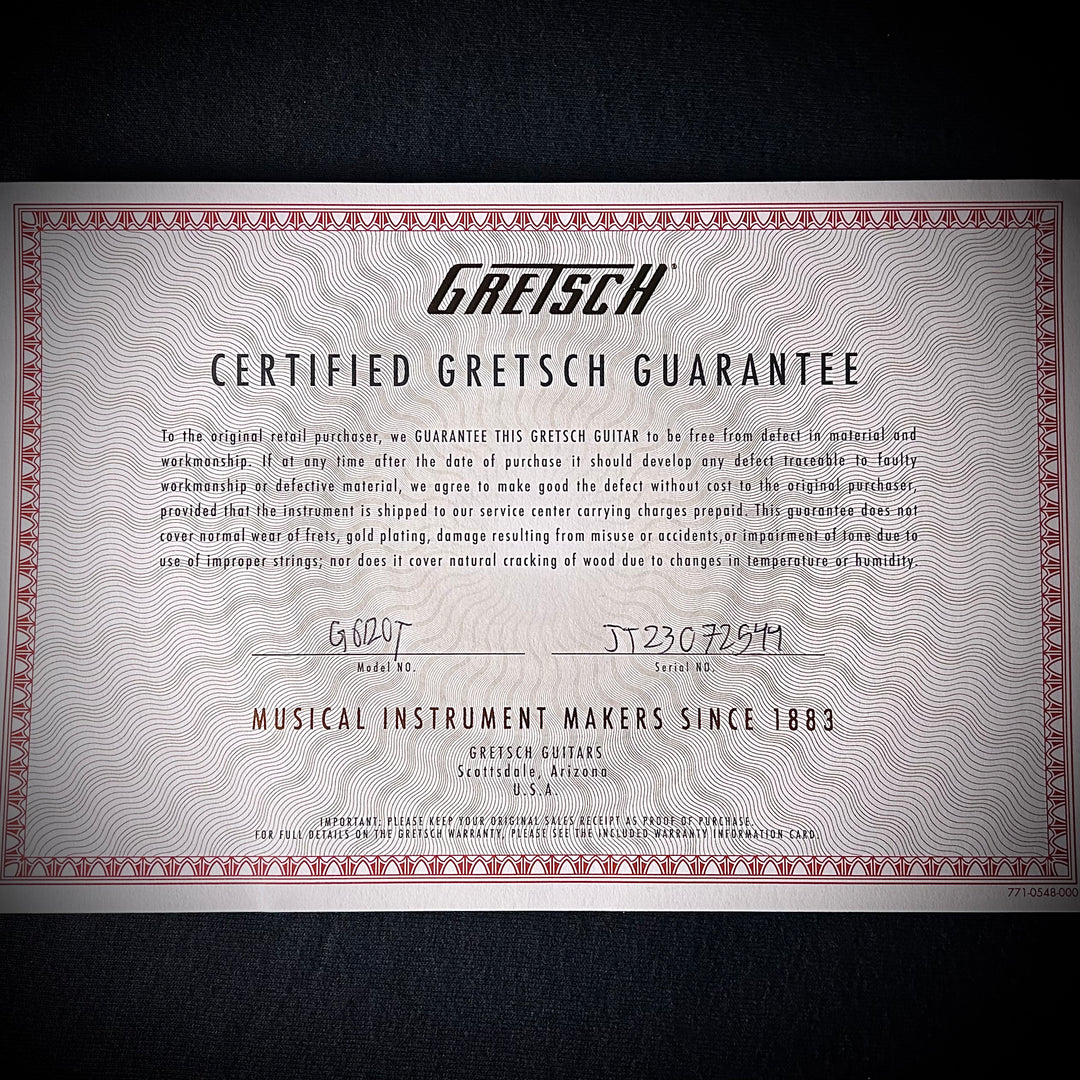 GRETSCH®
CERTIFIED GRETSCH GUARANTEE
To the original retail purchaser, we GUARANTEE THIS GRETSCH GUITAR to be free from defect in material and
workmanship. If at any time after the date of purchase it should develop any defect traceable to faulty
workmanship or defective material, we agree to make good the defect without cost to the original purchaser,
provided that the instrument is shipped to our service center carrying charges prepaid. This guarantee does not
cover normal wear of frets, gold plating, damage resulting from misuse or accidents,or impairment of tone due to
use of improper strings; nor does it cover natural cracking of wood due to changes in temperature or humidity.
G6120T JT23072549
Model NO. Serial NO.
MUSICAL INSTRUMENT MAKERS SINCE 1883
GRETSCH GUITARS
Scottsdale, Arizona
U.S.A.
IMPORTANT: PLEASE KEEP YOUR ORIGINAL SALES RECEIPT AS PROOF OF PURCHASE.
FOR FULL DETAILS ON THE GRETSCH WARRANTY, PLEASE SEE THE INCLUDED WARRANTY INFORMATION CARD.
771-0548-000